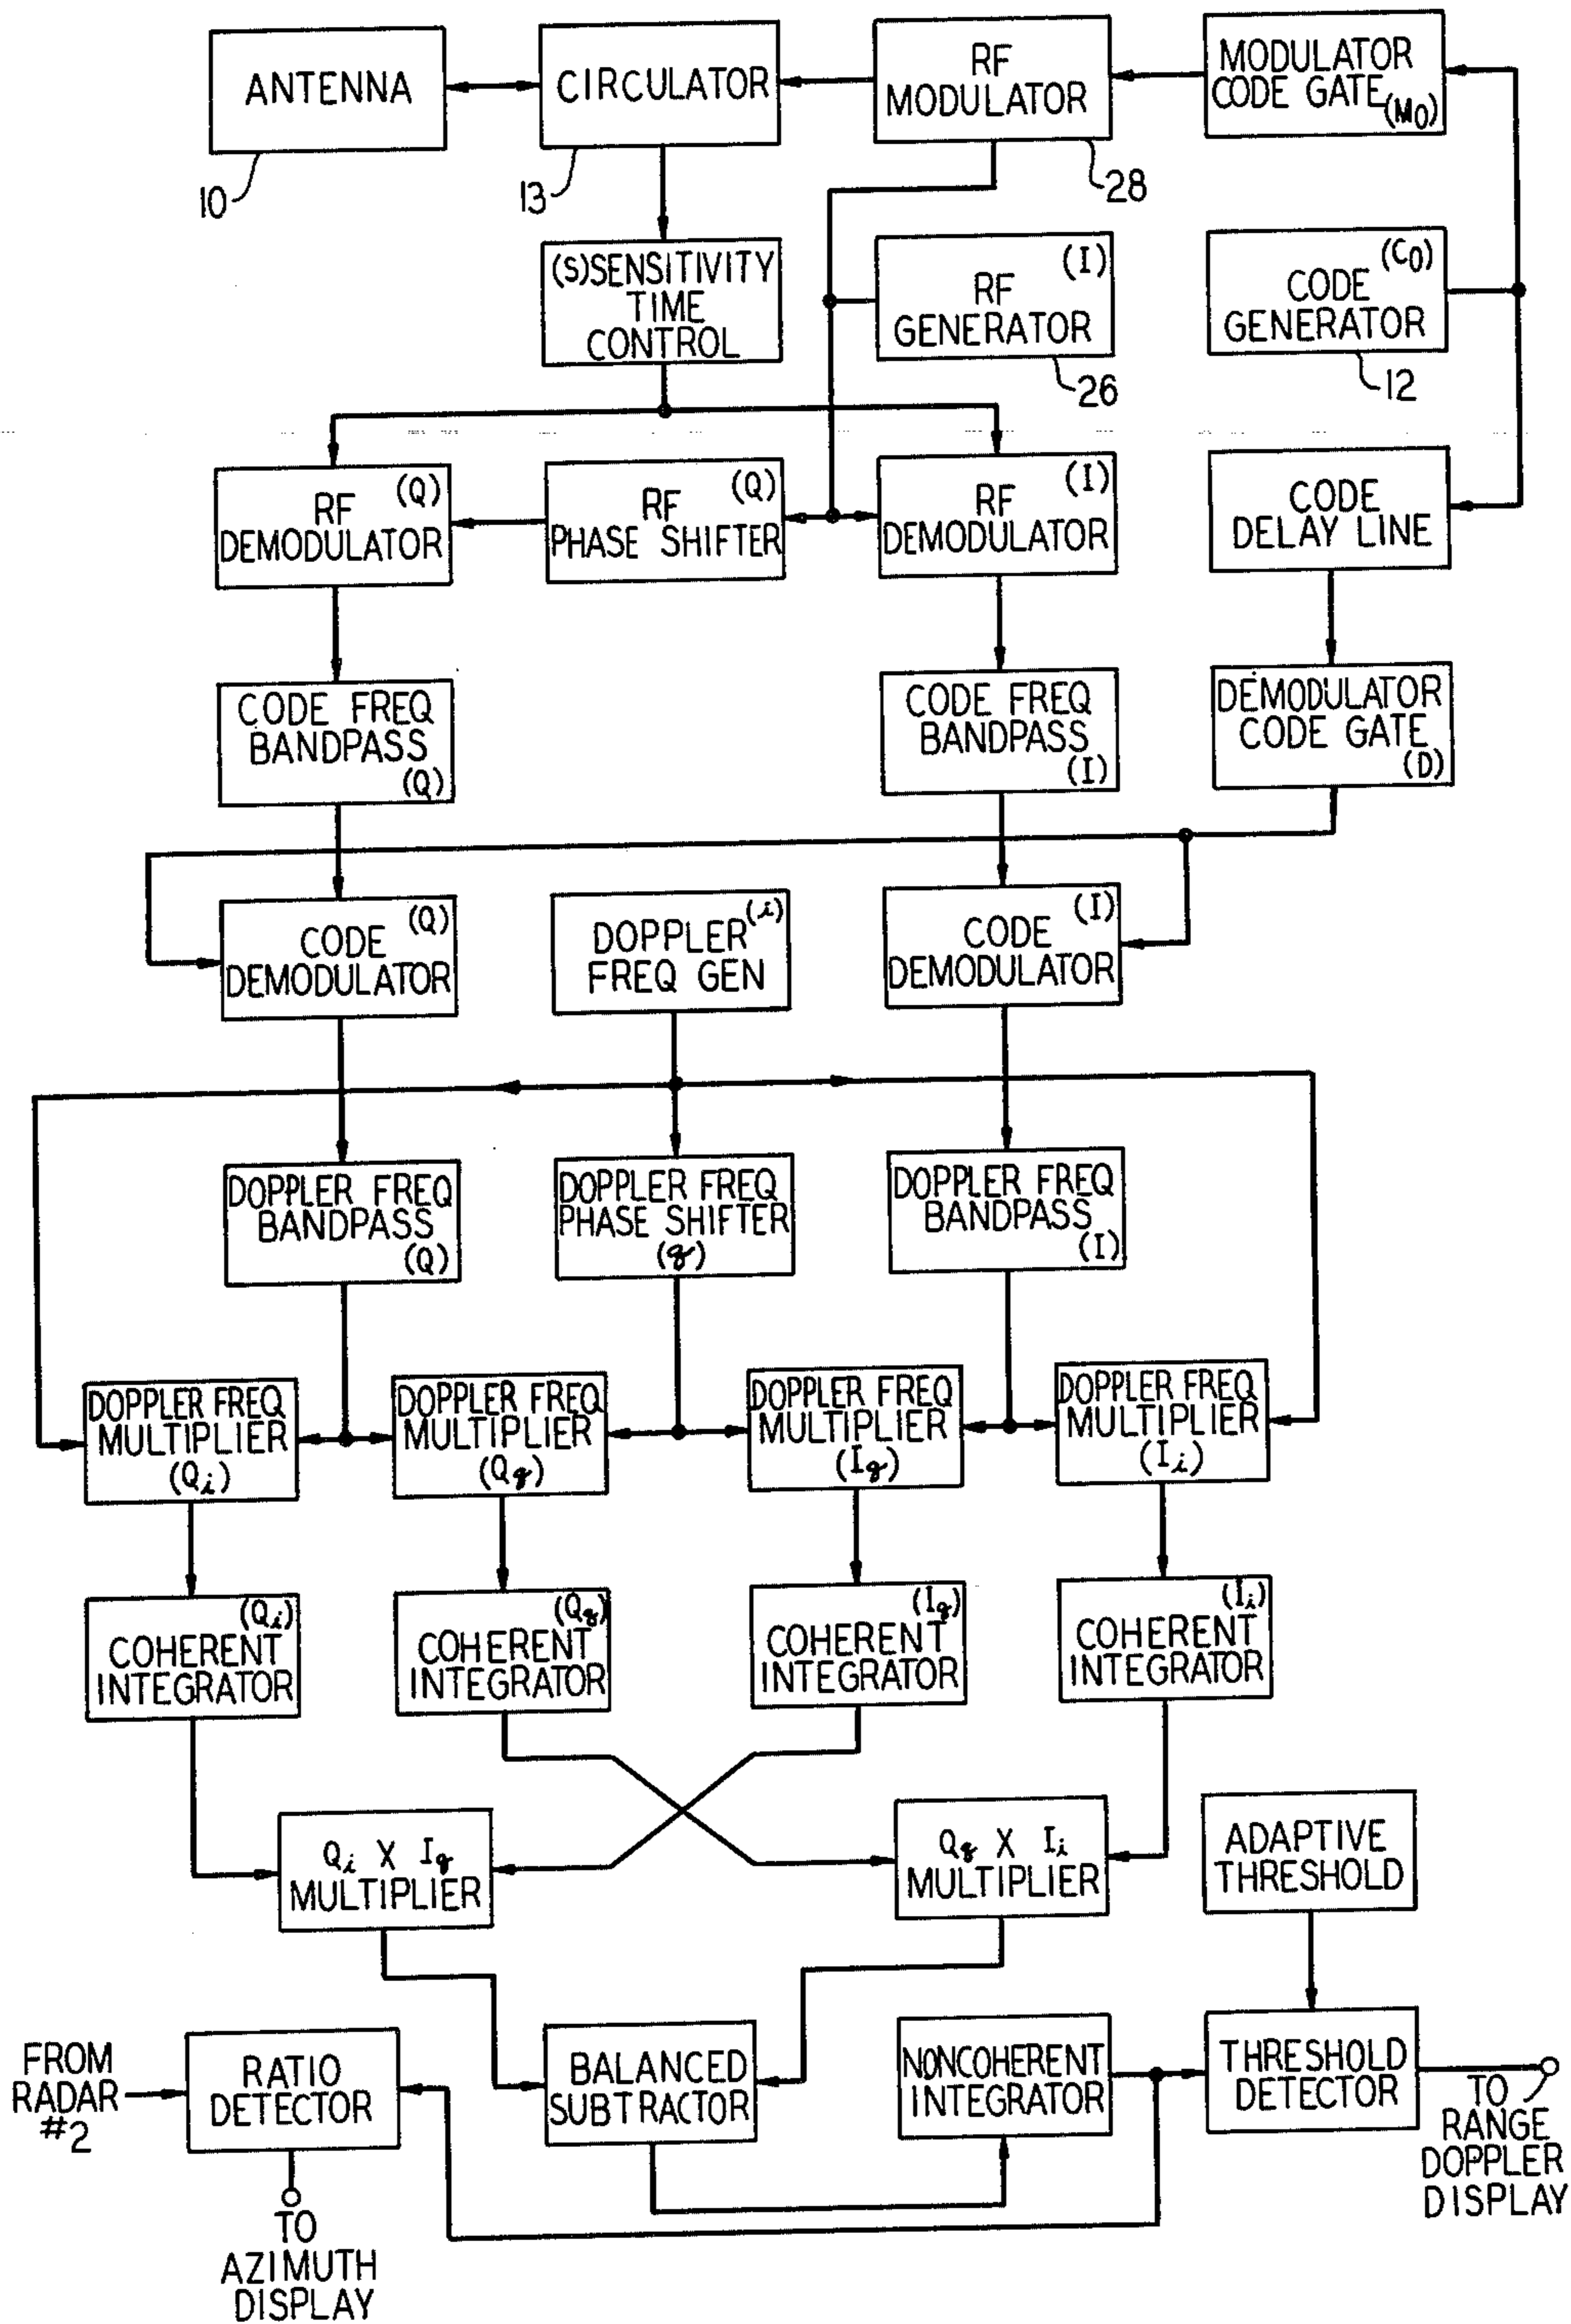 ANTENNA
10
CIRCULATOR
13
RF
MODULATOR
28
MODULATOR
CODE GATE
(M0)
(S)SENSITIVITY
TIME
CONTROL
(I)
RF
GENERATOR
26
(C0)
CODE
GENERATOR
12
(Q)
RF
DEMODULATOR
(Q)
RF
PHASE SHIFTER
(I)
RF
DEMODULATOR
CODE
DELAY LINE
CODE FREQ
BANDPASS
(Q)
CODE FREQ
BANDPASS
(I)
DEMODULATOR
CODE GATE
(D)
(Q)
CODE
DEMODULATOR
(i)
DOPPLER
FREQ GEN
(I)
CODE
DEMODULATOR
DOPPLER FREQ
BANDPASS
(Q)
DOPPLER FREQ
PHASE SHIFTER
(q)
DOPPLER FREQ
BANDPASS
(I)
DOPPLER FREQ
MULTIPLIER
(Qi)
DOPPLER FREQ
MULTIPLIER
(Qq)
DOPPLER FREQ
MULTIPLIER
(Iq)
DOPPLER FREQ
MULTIPLIER
(Ii)
(Qi)
COHERENT
INTEGRATOR
(Qq)
COHERENT
INTEGRATOR
(Iq)
COHERENT
INTEGRATOR
(Ii)
COHERENT
INTEGRATOR
Qi X Iq
MULTIPLIER
Qq X Ii
MULTIPLIER
ADAPTIVE
THRESHOLD
FROM
RADAR
#2
RATIO
DETECTOR
BALANCED
SUBTRACTOR
NONCOHERENT
INTEGRATOR
THRESHOLD
DETECTOR
TO
RANGE
DOPPLER
DISPLAY
TO
AZIMUTH
DISPLAY